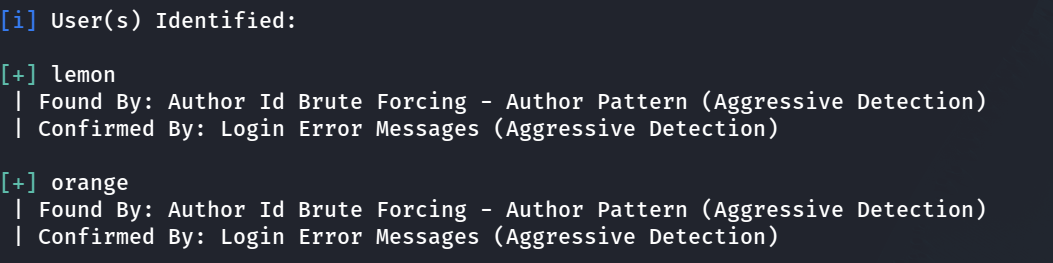 [i] User(s) Identified:
[+] lemon
| Found By: Author Id Brute Forcing - Author Pattern (Aggressive Detection)
| Confirmed By: Login Error Messages (Aggressive Detection)
[+] orange
| Found By: Author Id Brute Forcing - Author Pattern (Aggressive Detection)
| Confirmed By: Login Error Messages (Aggressive Detection)